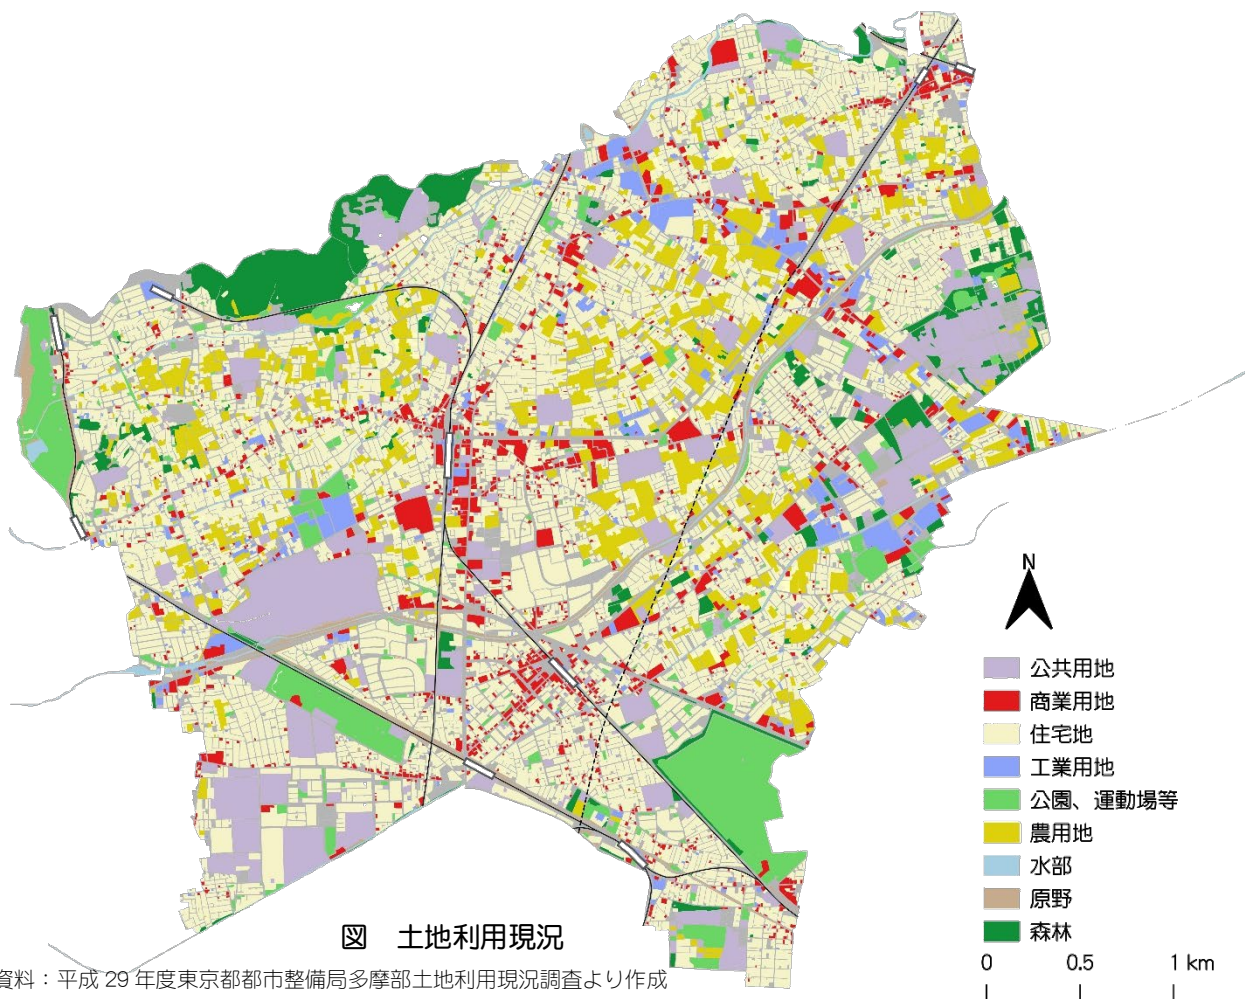 N
公共用地
商業用地
住宅地
工業用地
公園、運動場等
農用地
水部
原野
森林
0 0.5 1 km
図 土地利用現況
資料：平成 29 年度東京都都市整備局多摩部土地利用現況調査より作成